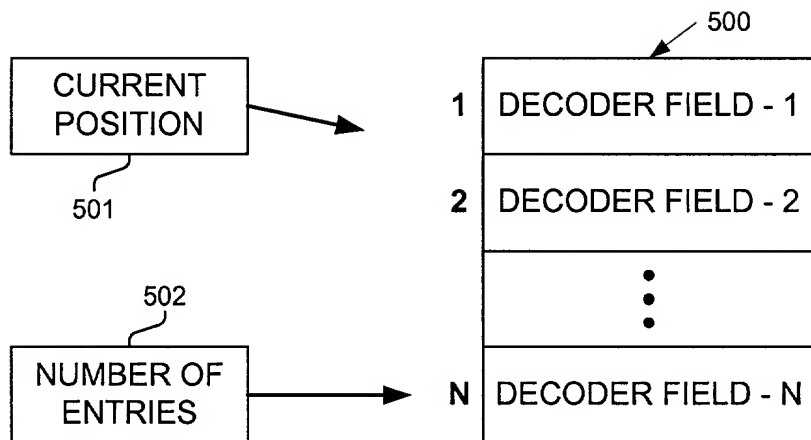 500
CURRENT
POSITION
501
1 DECODER FIELD - 1
2 DECODER FIELD - 2
502
NUMBER OF
ENTRIES
N DECODER FIELD - N